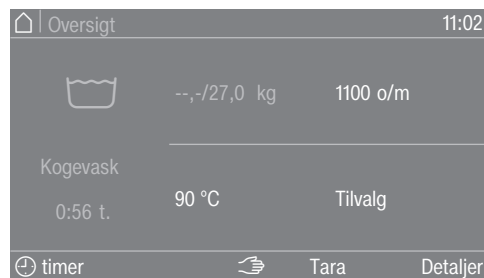 Oversigt 11:02
--,-/27,0 kg 1100 o/m
Kogevask
0:56 t.
90 °C Tilvalg
timer Tara Detaljer